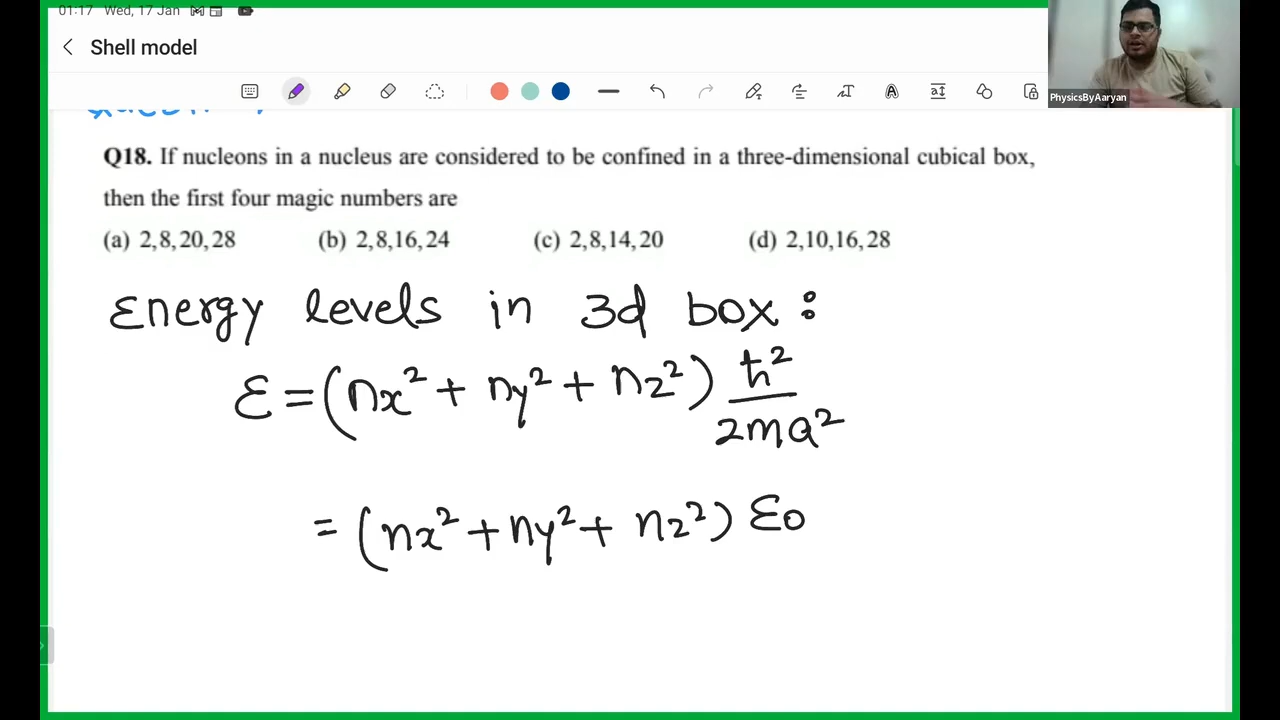 01:17 Wed, 17 Jan
Shell model
PhysicsByAaryan
Q18. If nucleons in a nucleus are considered to be confined in a three-dimensional cubical box,
then the first four magic numbers are
(a) 2,8,20,28 (b) 2,8,16,24 (c) 2,8,14,20 (d) 2,10,16,28
Energy levels in 3d box :
ε = (nx² + ny² + nz²) ħ²/2ma²
= (nx² + ny² + nz²) ε0